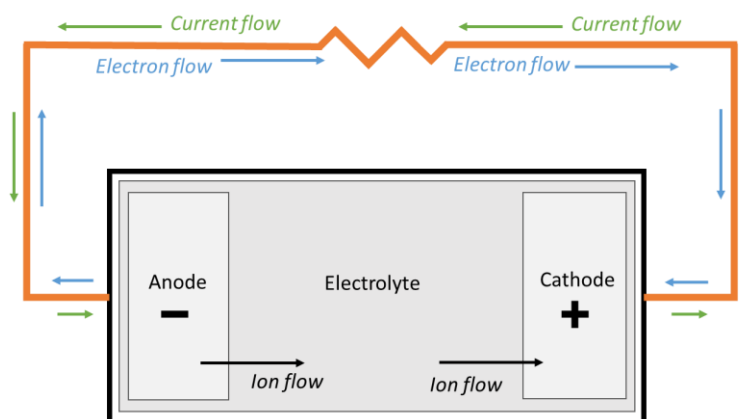 Current flow
Current flow
Electron flow
Electron flow
Anode
Electrolyte
Cathode
−
+
Ion flow
Ion flow